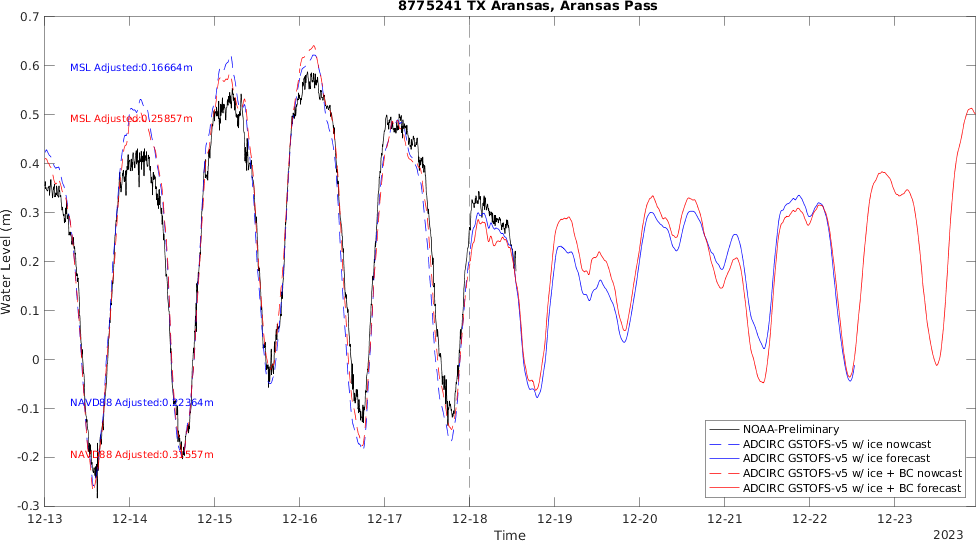 8775241 TX Aransas, Aransas Pass
Water Level (m)
0.7
0.6
0.5
0.4
0.3
0.2
0.1
0
-0.1
-0.2
-0.3
MSL Adjusted:0.16664m
MSL Adjusted:0.25857m
NAVD88 Adjusted:0.22364m
NAVD88 Adjusted:0.31557m
NOAA-Preliminary
ADCIRC GSTOFS-v5 w/ ice nowcast
ADCIRC GSTOFS-v5 w/ ice forecast
ADCIRC GSTOFS-v5 w/ ice + BC nowcast
ADCIRC GSTOFS-v5 w/ ice + BC forecast
12-13 12-14 12-15 12-16 12-17 12-18 12-19 12-20 12-21 12-22 12-23
Time
2023